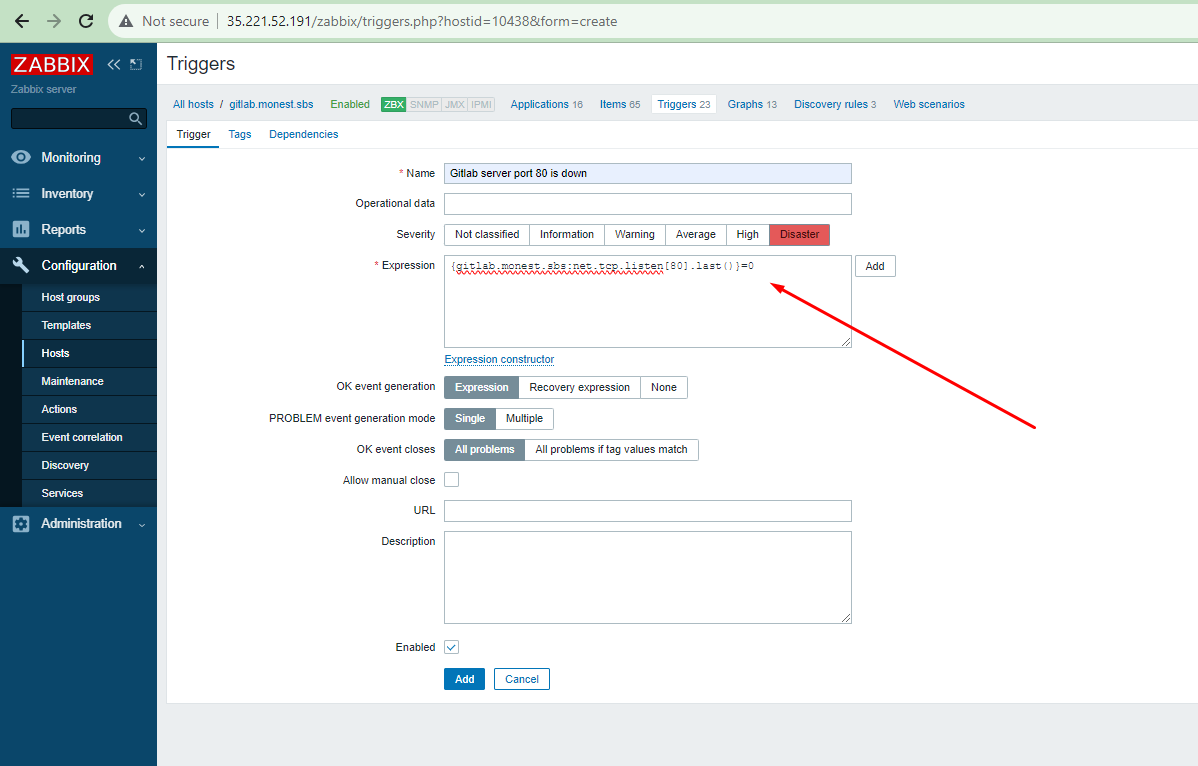 Not secure 35.221.52.191/zabbix/triggers.php?hostid=10438&form=create
ZABBIX
Zabbix server
Monitoring
Inventory
Reports
Configuration
Host groups
Templates
Hosts
Maintenance
Actions
Event correlation
Discovery
Services
Administration
Triggers
All hosts / gitlab.monest.sbs Enabled ZBX SNMP JMX IPMI Applications 16 Items 65 Triggers 23 Graphs 13 Discovery rules 3 Web scenarios
Trigger Tags Dependencies
* Name Gitlab server port 80 is down
Operational data
Severity Not classified Information Warning Average High Disaster
* Expression {gitlab.monest.sbs:net.tcp.listen[80].last()}=0 Add
Expression constructor
OK event generation Expression Recovery expression None
PROBLEM event generation mode Single Multiple
OK event closes All problems All problems if tag values match
Allow manual close
URL
Description
Enabled
Add Cancel